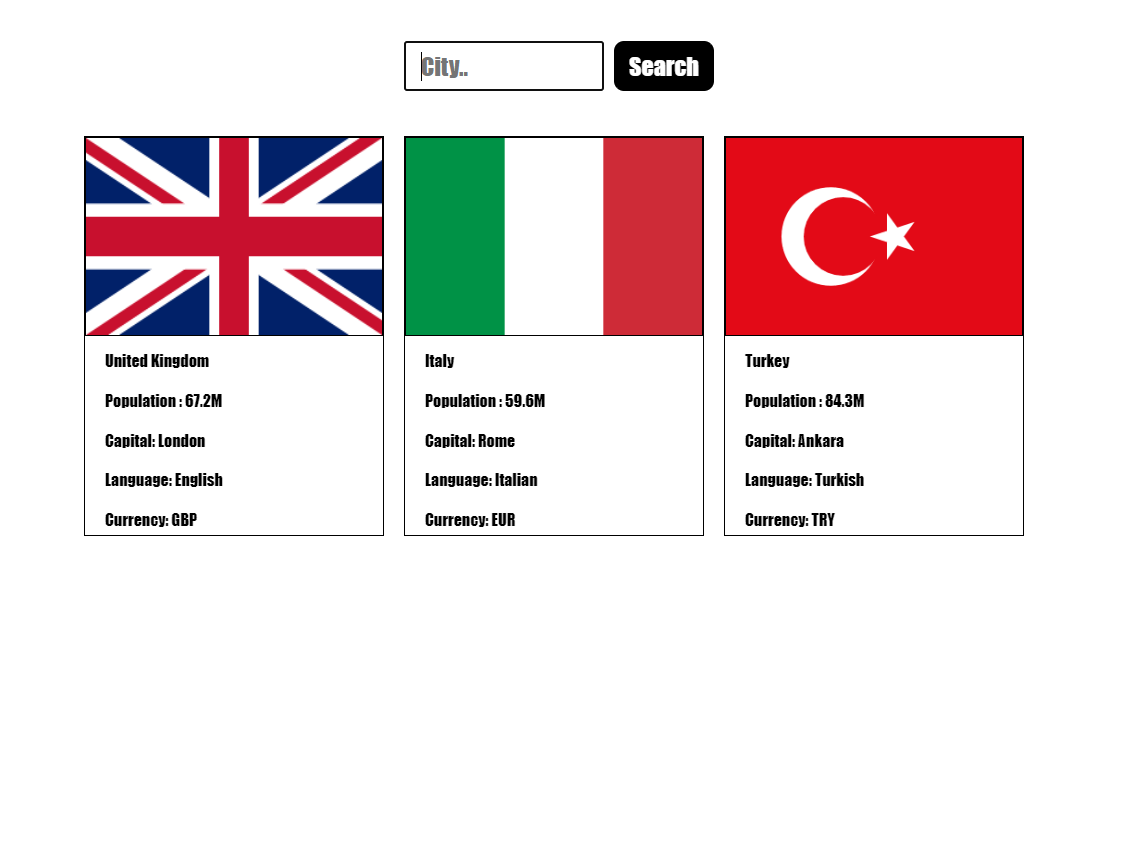 City..
Search
United Kingdom
Population : 67.2M
Capital: London
Language: English
Currency: GBP
Italy
Population : 59.6M
Capital: Rome
Language: Italian
Currency: EUR
Turkey
Population : 84.3M
Capital: Ankara
Language: Turkish
Currency: TRY